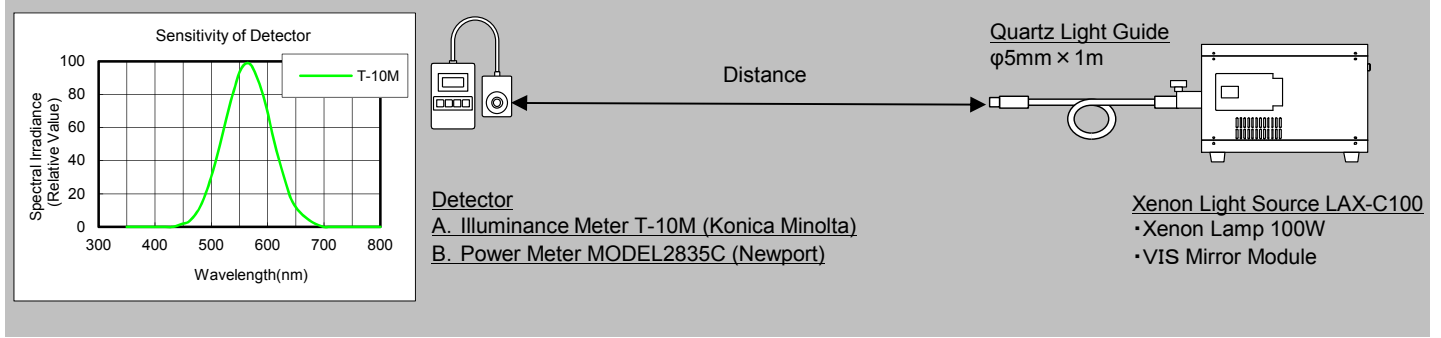 Sensitivity of Detector
100
80
60
40
20
0
T-10M
Spectral Irradiance
(Relative Value)
300 400 500 600 700 800
Wavelength(nm)
Distance
Detector
A. Illuminance Meter T-10M (Konica Minolta)
B. Power Meter MODEL2835C (Newport)
Quartz Light Guide
φ5mm × 1m
Xenon Light Source LAX-C100
・Xenon Lamp 100W
・VIS Mirror Module